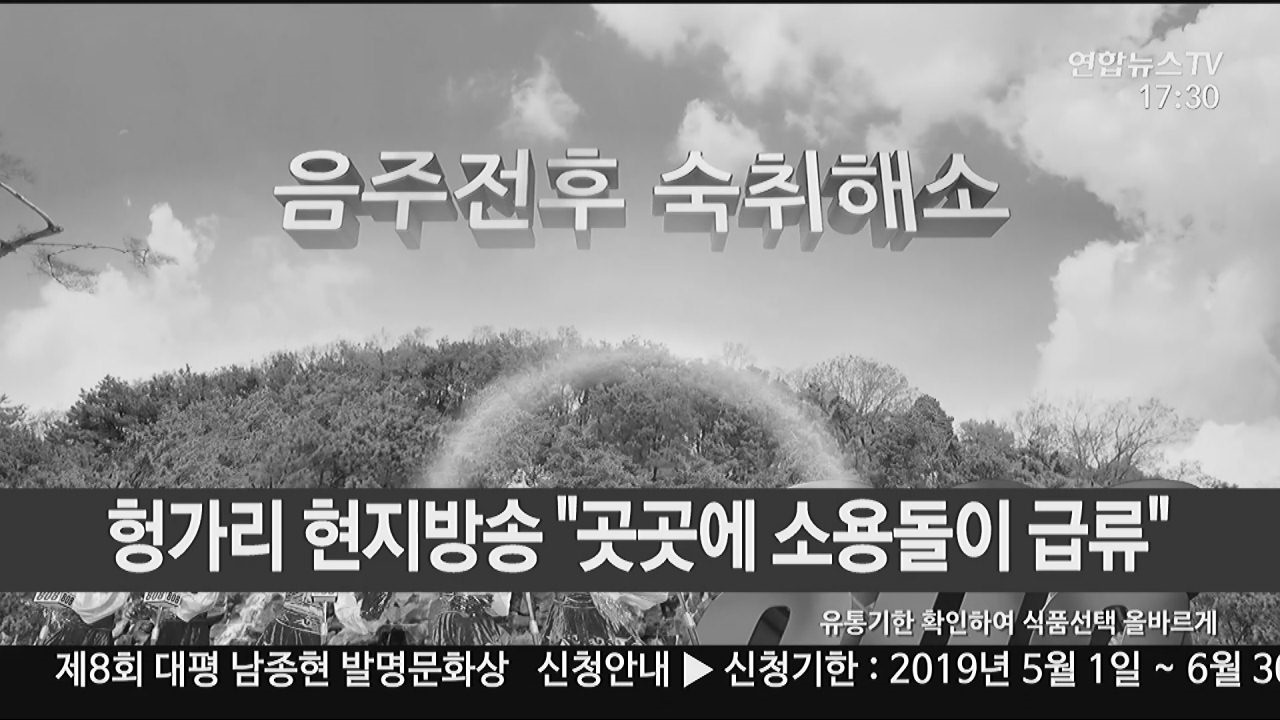 연합뉴스TV
17:30
음주전후 숙취해소
헝가리 현지방송 "곳곳에 소용돌이 급류"
유통기한 확인하여 식품선택 올바르게
제8회 대평 남종현 발명문화상 신청안내 ▶ 신청기한 : 2019년 5월 1일 ~ 6월 30